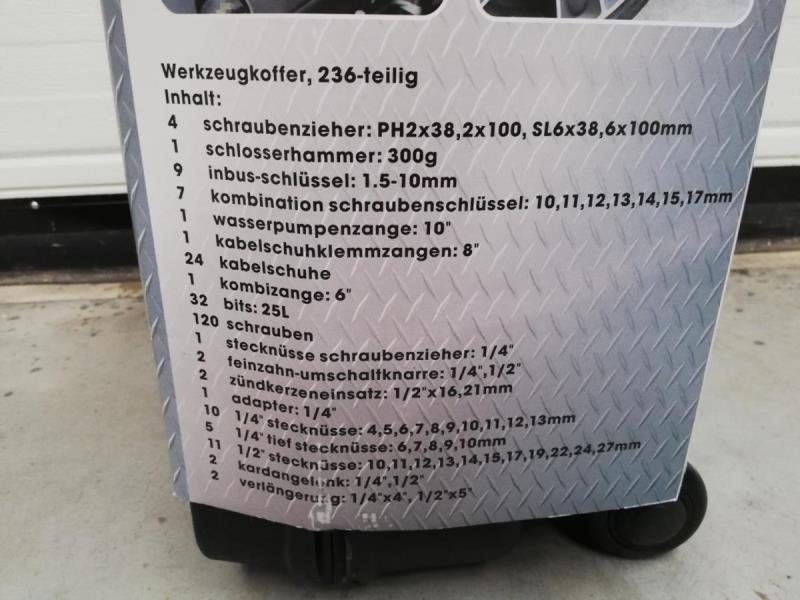 Werkzeugkoffer, 236-teilig
Inhalt:
4 schraubenzieher: PH2x38,2x100, SL6x38,6x100mm
1 schlosserhammer: 300g
9 inbus-schlüssel: 1.5-10mm
7 kombination schraubenschlüssel: 10,11,12,13,14,15,17mm
1 wasserpumpenzange: 10"
1 kabelschuhklemmzangen: 8"
24 kabelschuhe
1 kombizange: 6"
32 bits: 25L
120 schrauben
1 stecknüsse schraubenzieher: 1/4"
2 feinzahn-umschaltknarre: 1/4",1/2"
2 zündkerzeneinsatz: 1/2"x16,21mm
1 adapter: 1/4"
10 1/4" stecknüsse: 4,5,6,7,8,9,10,11,12,13mm
5 1/4" tief stecknüsse: 6,7,8,9,10mm
11 1/2" stecknüsse: 10,11,12,13,14,15,17,19,22,24,27mm
2 kardangelenk: 1/4",1/2"
2 verlängerung: 1/4"x4", 1/2"x5"